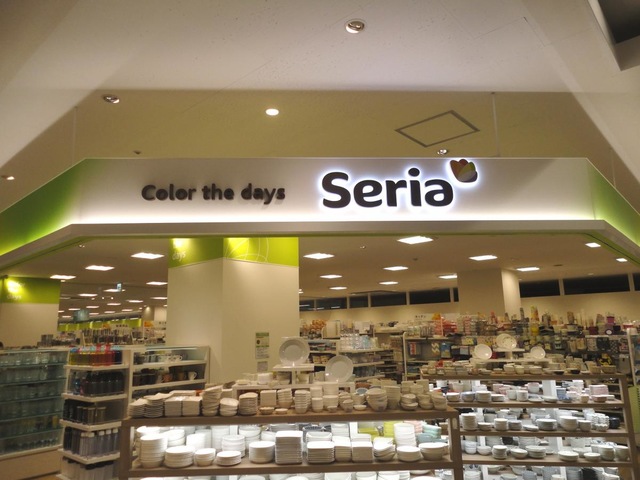 Color the days Seria